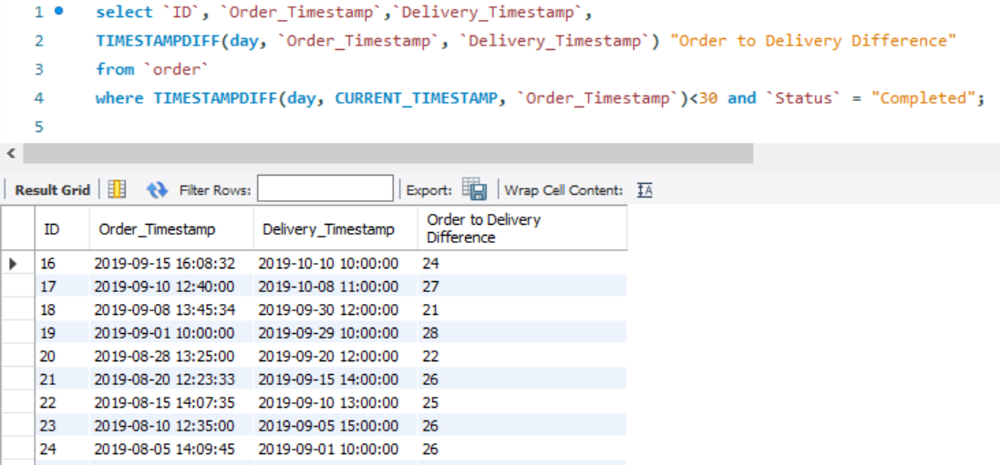 1 select `ID`, `Order_Timestamp`,`Delivery_Timestamp`,
2 TIMESTAMPDIFF(day, `Order_Timestamp`, `Delivery_Timestamp`) "Order to Delivery Difference"
3 from `order`
4 where TIMESTAMPDIFF(day, CURRENT_TIMESTAMP, `Order_Timestamp`)<30 and `Status` = "Completed";
5
Result Grid Filter Rows: Export: Wrap Cell Content: IA
ID Order_Timestamp Delivery_Timestamp Order to Delivery
Difference
16 2019-09-15 16:08:32 2019-10-10 10:00:00 24
17 2019-09-10 12:40:00 2019-10-08 11:00:00 27
18 2019-09-08 13:45:34 2019-09-30 12:00:00 21
19 2019-09-01 10:00:00 2019-09-29 10:00:00 28
20 2019-08-28 13:25:00 2019-09-20 12:00:00 22
21 2019-08-20 12:23:33 2019-09-15 14:00:00 26
22 2019-08-15 14:07:35 2019-09-10 13:00:00 25
23 2019-08-10 12:35:00 2019-09-05 15:00:00 26
24 2019-08-05 14:09:45 2019-09-01 10:00:00 26